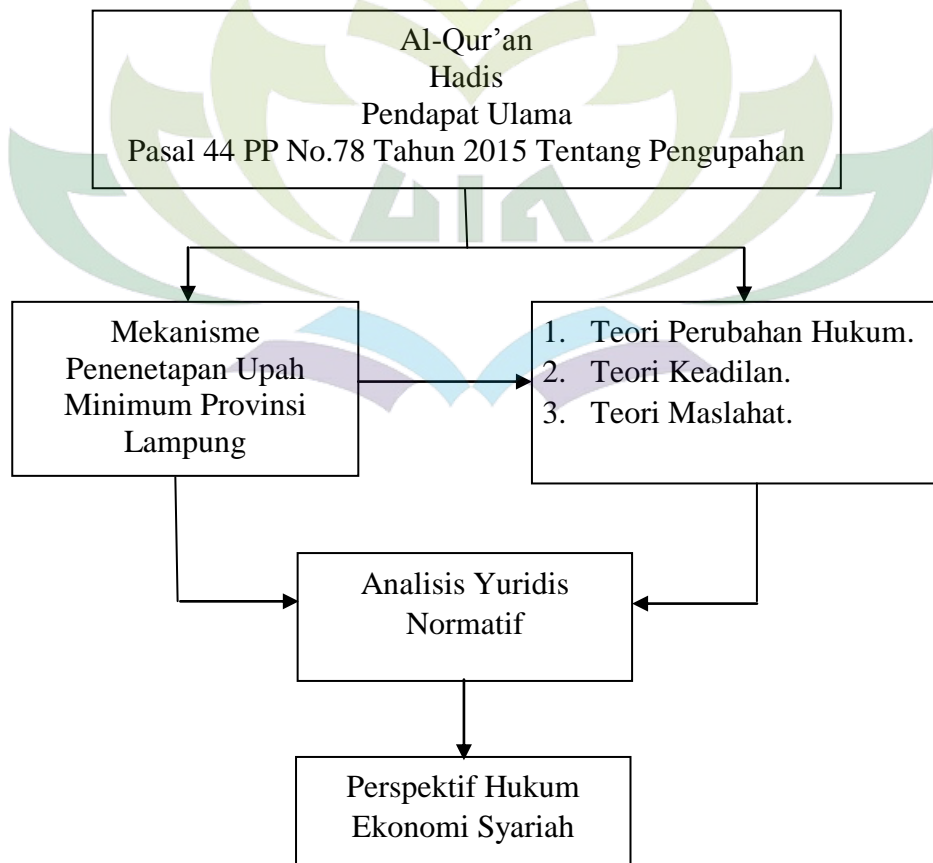 Al-Qur’an
Hadis
Pendapat Ulama
Pasal 44 PP No.78 Tahun 2015 Tentang Pengupahan
UIN
Mekanisme
Penenetapan Upah
Minimum Provinsi
Lampung
1. Teori Perubahan Hukum.
2. Teori Keadilan.
3. Teori Maslahat.
Analisis Yuridis
Normatif
Perspektif Hukum
Ekonomi Syariah